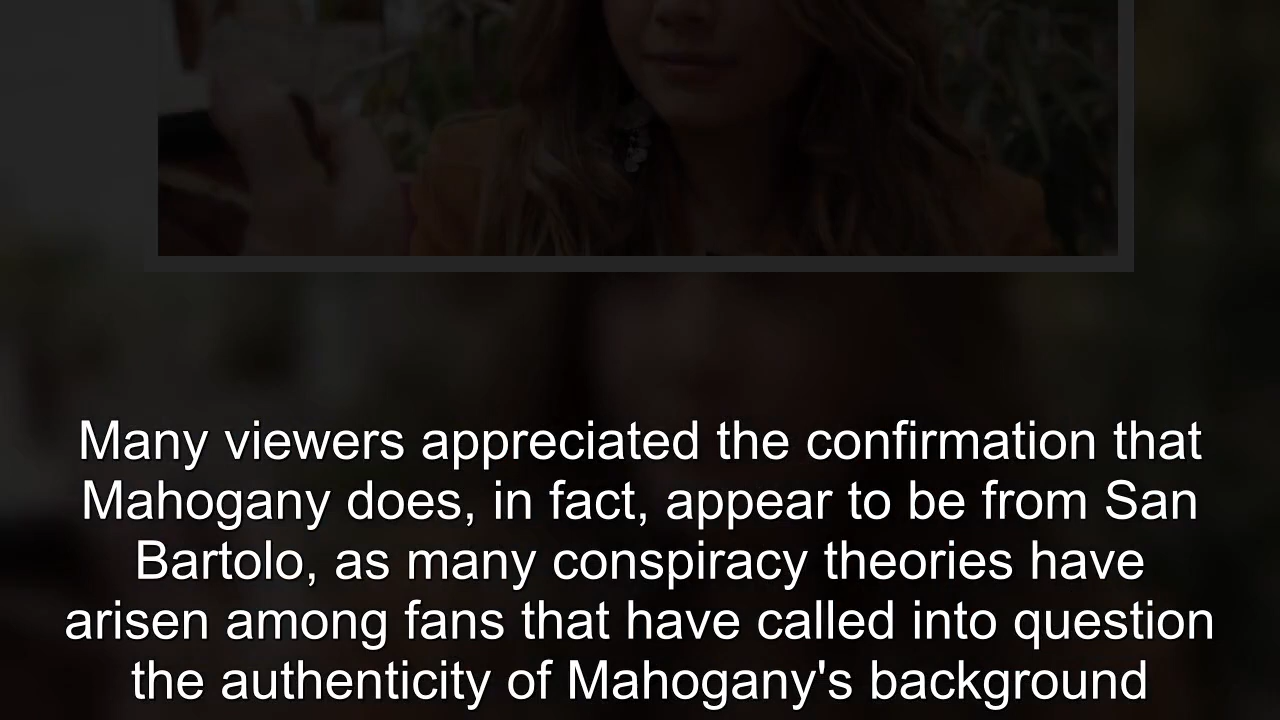 Many viewers appreciated the confirmation that
Mahogany does, in fact, appear to be from San
Bartolo, as many conspiracy theories have
arisen among fans that have called into question
the authenticity of Mahogany's background